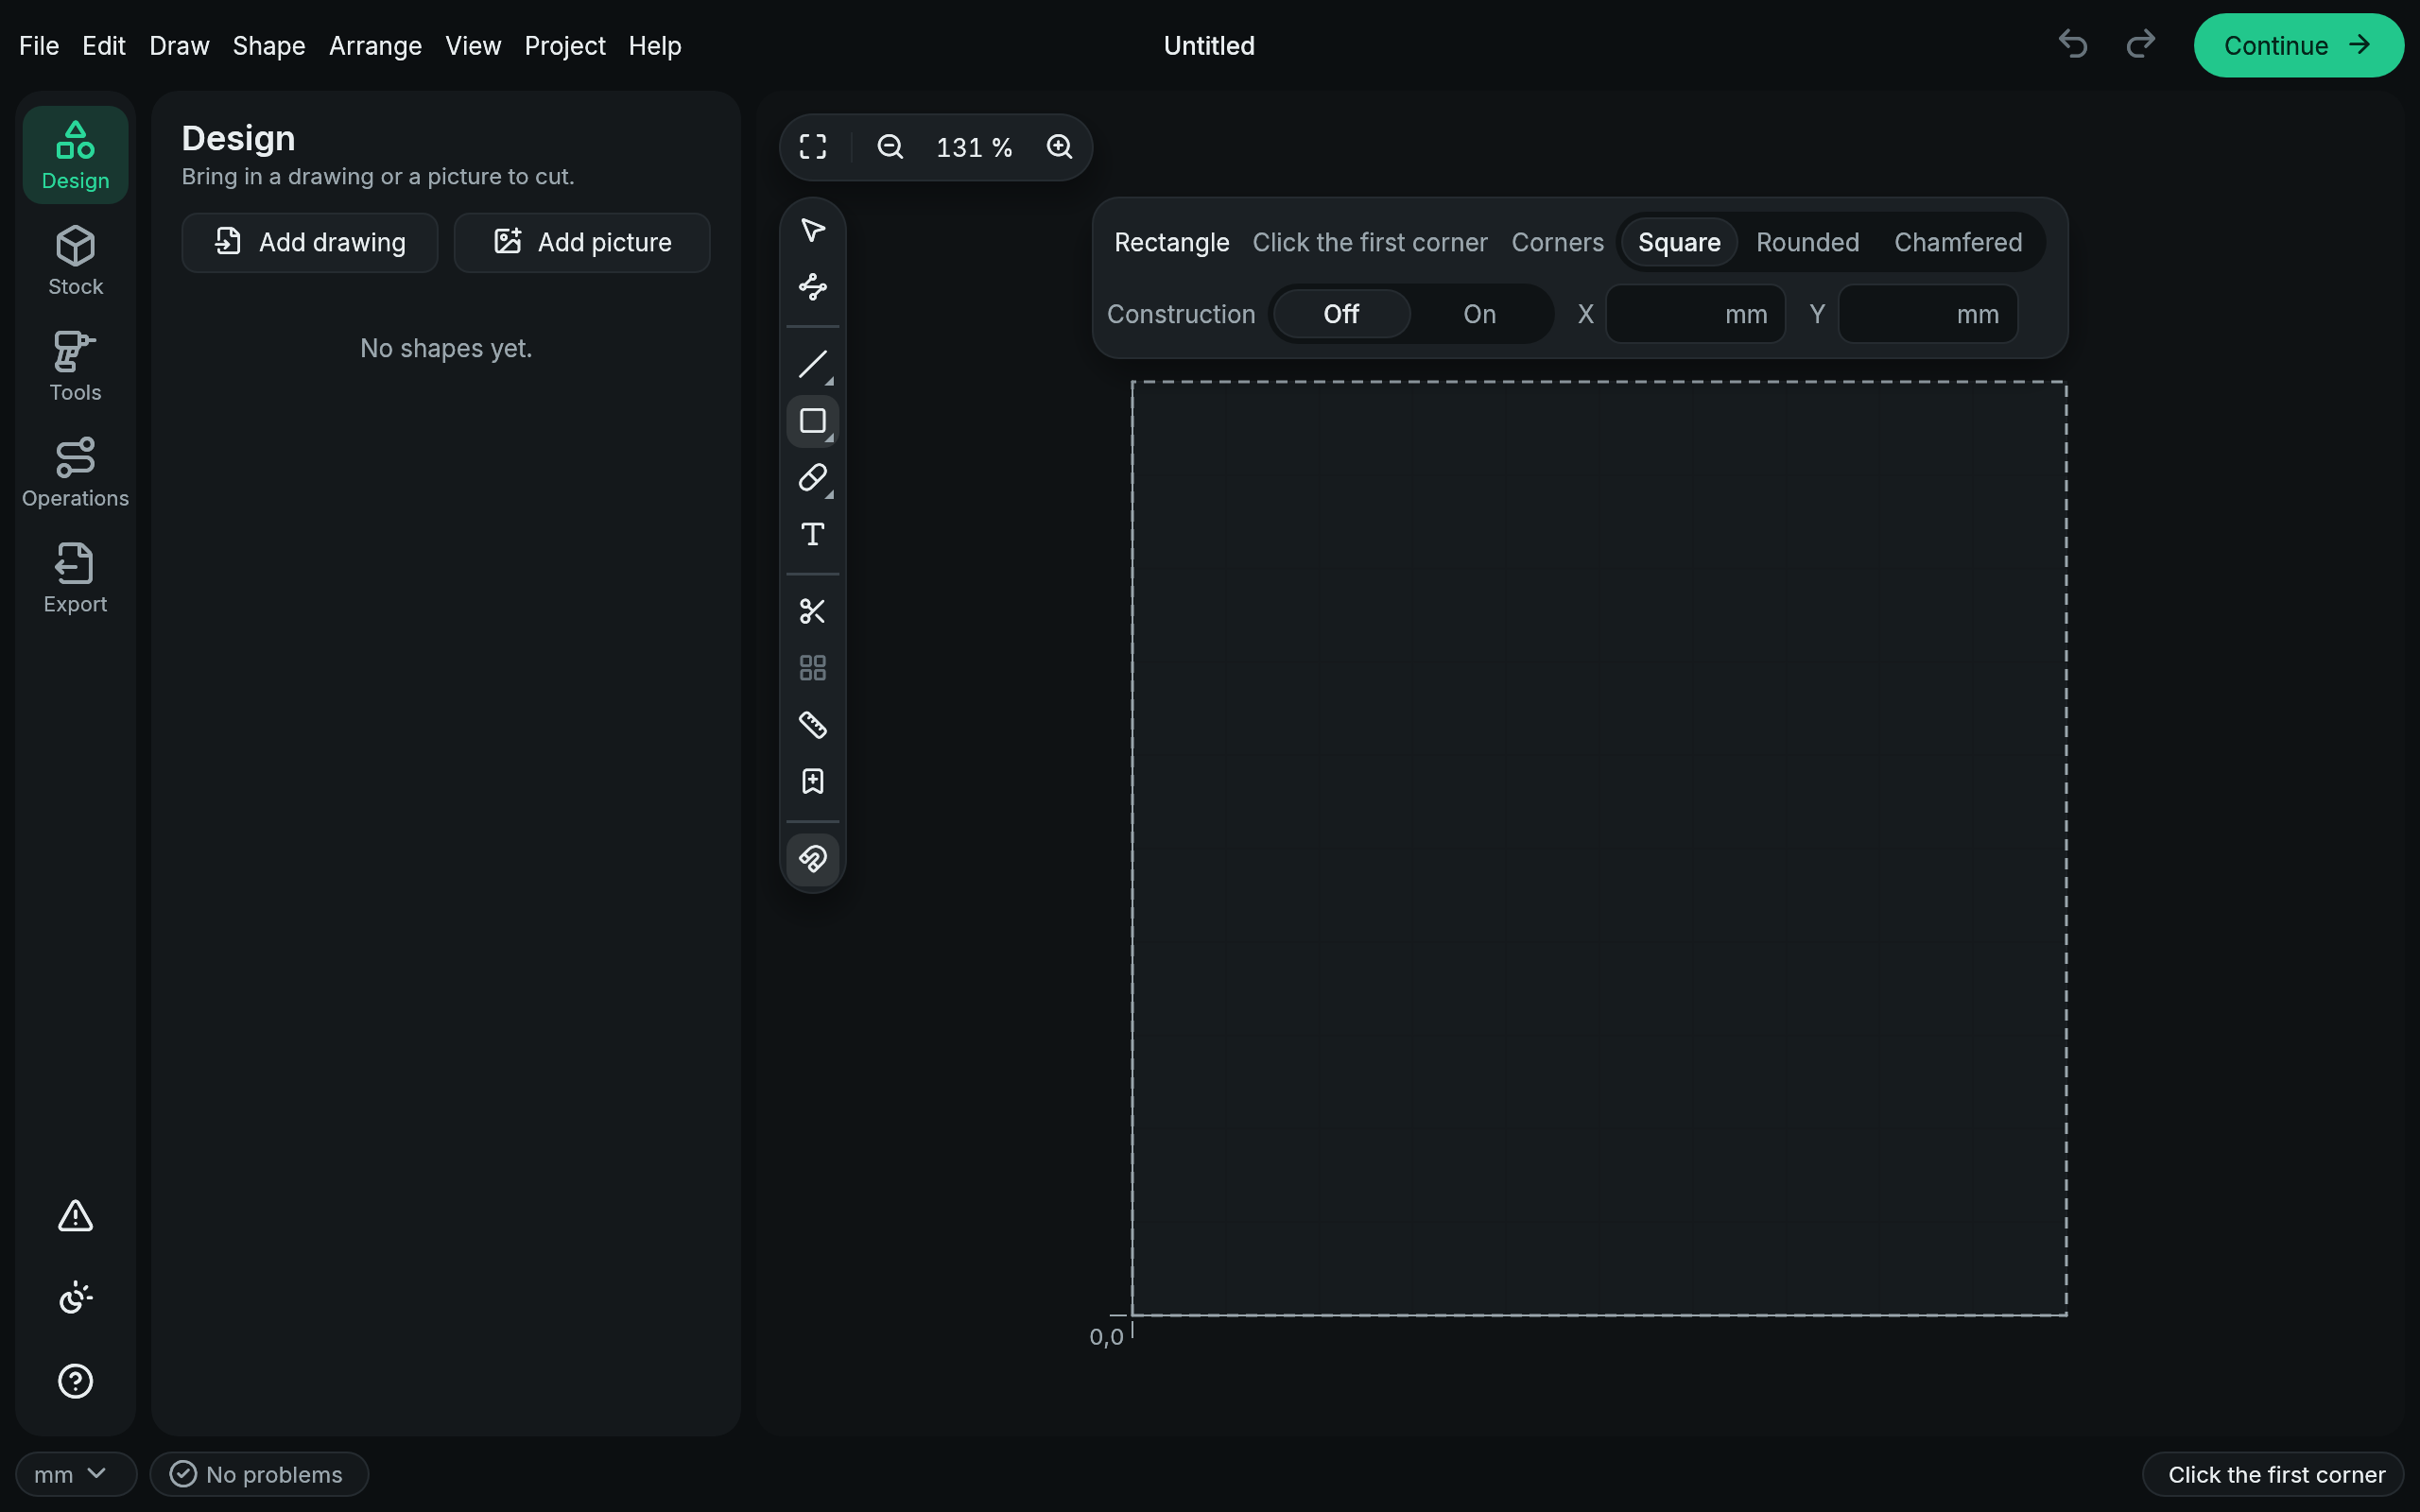 File Edit Draw Shape Arrange View Project Help
Untitled
Continue
Design
Stock
Tools
Operations
Export
Design
Bring in a drawing or a picture to cut.
Add drawing
Add picture
No shapes yet.
131 %
Rectangle Click the first corner Corners Square Rounded Chamfered
Construction Off On X mm Y mm
0,0
mm
No problems
Click the first corner